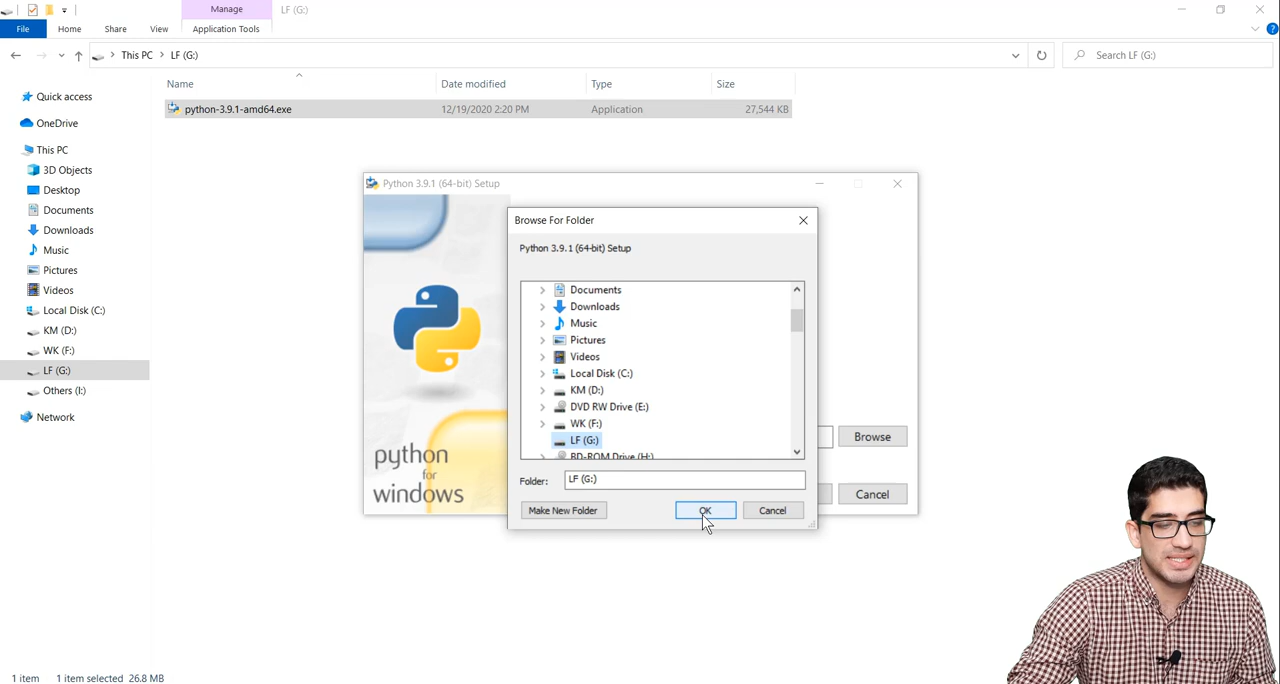 Manage
LF (G:)
File
Home
Share
View
Application Tools
This PC
LF (G:)
Search LF (G:)
Name
Date modified
Type
Size
python-3.9.1-amd64.exe
12/19/2020 2:20 PM
Application
27,544 KB
Quick access
OneDrive
This PC
3D Objects
Desktop
Documents
Downloads
Music
Pictures
Videos
Local Disk (C:)
KM (D:)
WK (F:)
LF (G:)
Others (I:)
Network
Python 3.9.1 (64-bit) Setup
python
for
windows
Browse
Cancel
Browse For Folder
Python 3.9.1 (64-bit) Setup
Documents
Downloads
Music
Pictures
Videos
Local Disk (C:)
KM (D:)
DVD RW Drive (E:)
WK (F:)
LF (G:)
BD-ROM Drive (H:)
Folder:
LF (G:)
Make New Folder
OK
Cancel
1 item
1 item selected 26.8 MB